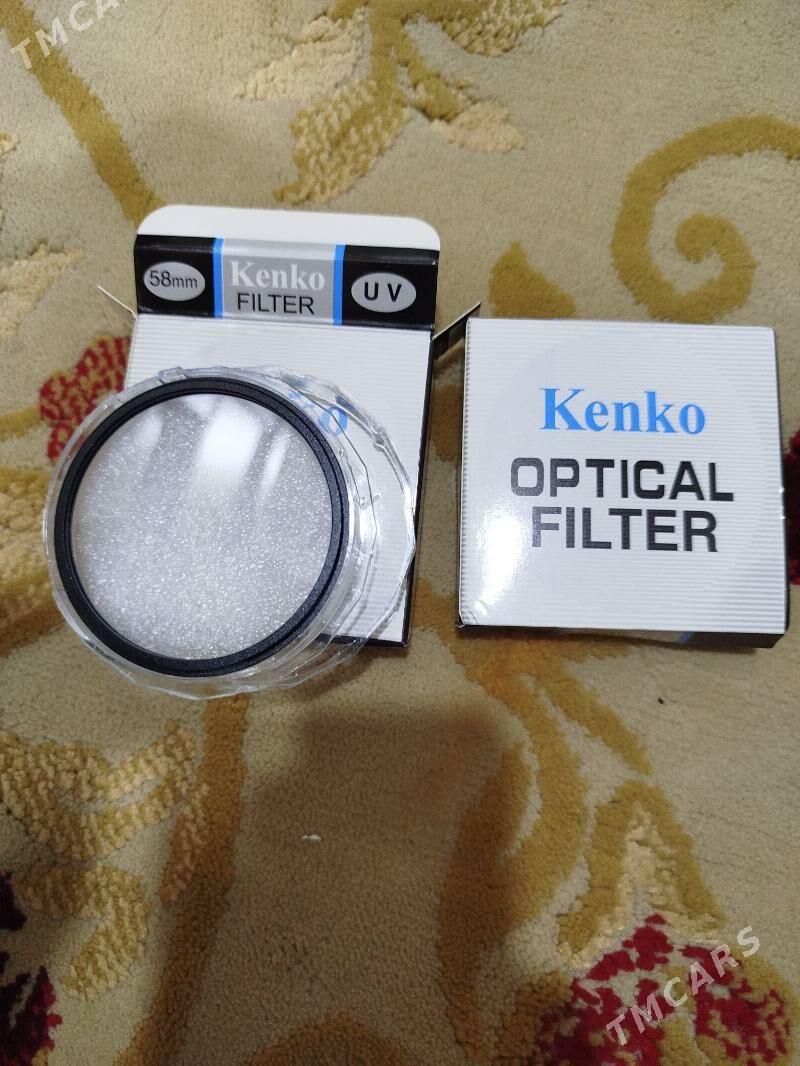 TMCARS
58mm
Kenko
FILTER
UV
Kenko
OPTICAL
FILTER
TMCARS